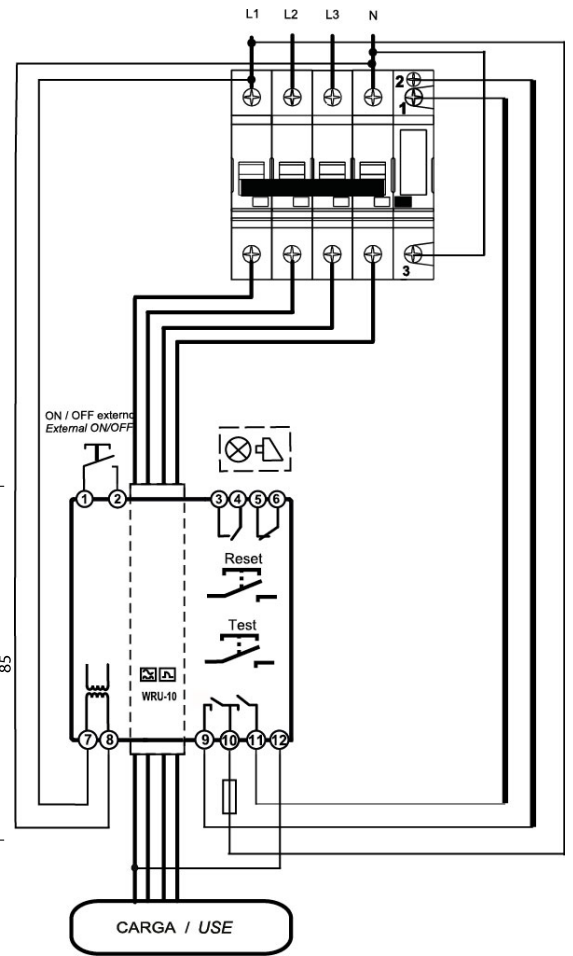 L1 L2 L3 N
2
1
3
ON / OFF externo
External ON/OFF
1 2 3 4 5 6
Reset
Test
85
WRU-10
7 8 9 10 11 12
CARGA / USE